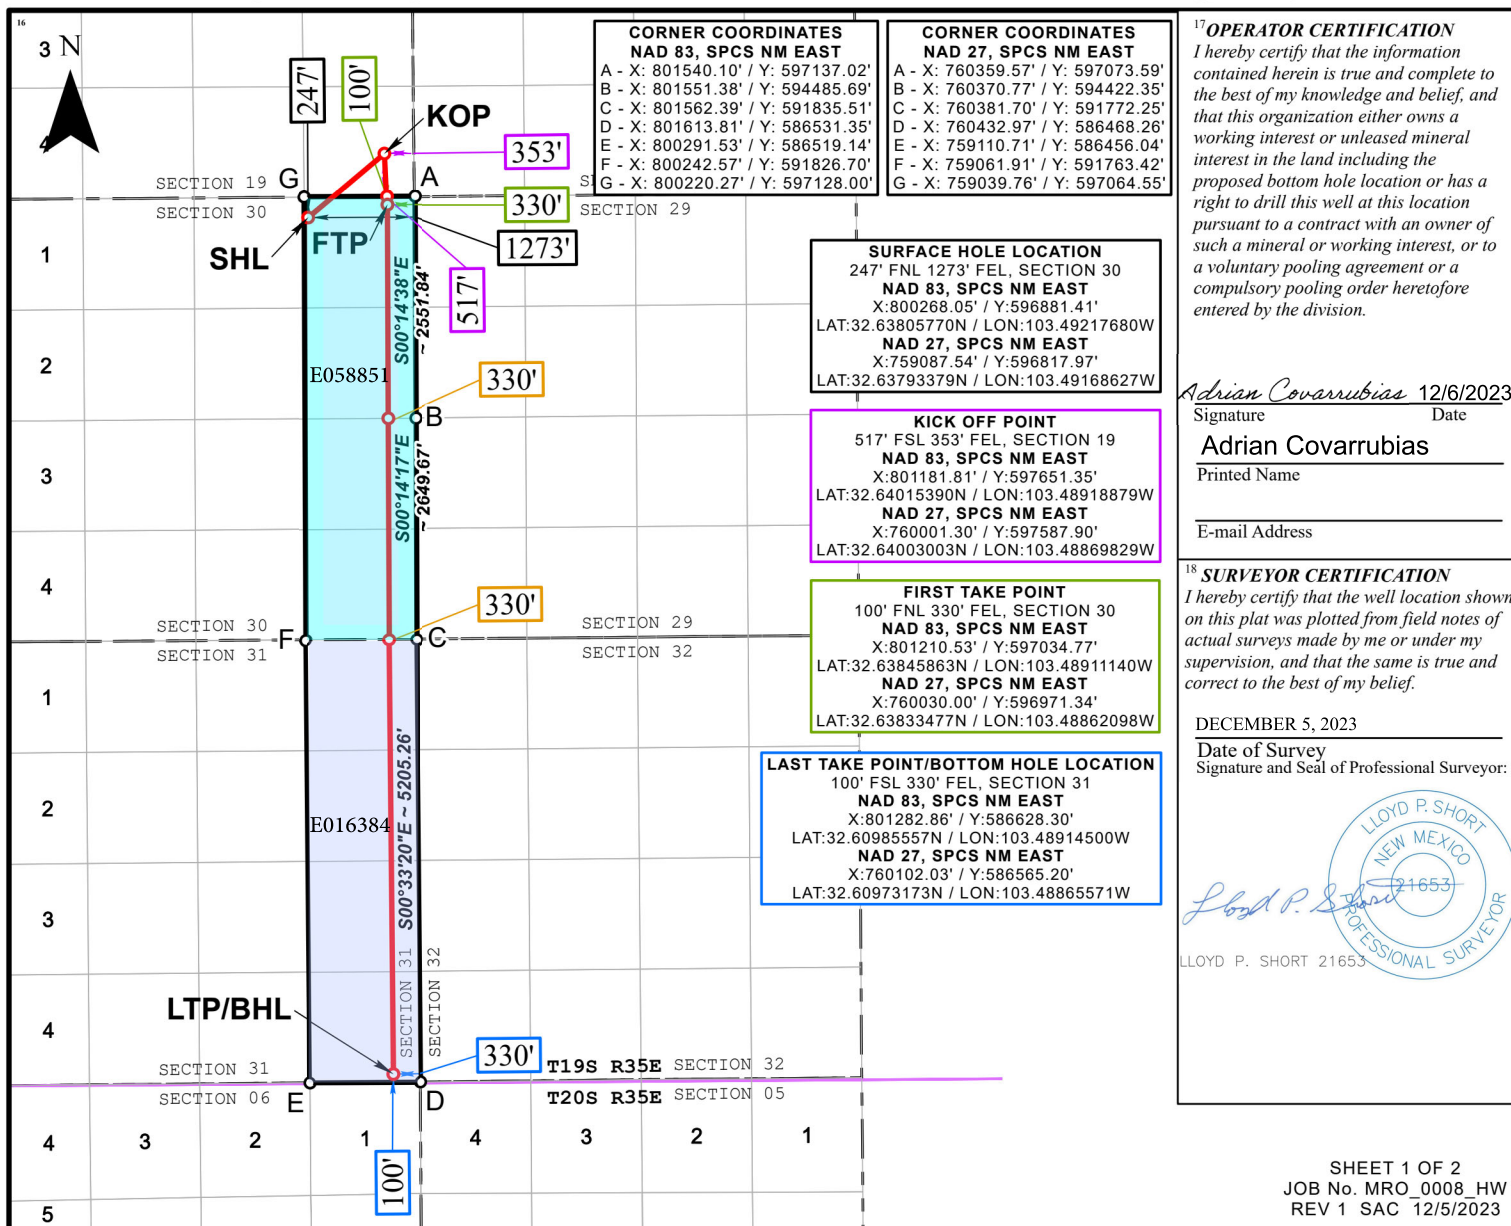 16
3 N
4
1
2
3
4
1
2
3
4
4 3 2 1 4 3 2 1
5
247'
100'
KOP
353'
G A
SECTION 19
SECTION 30
330'
SECTION 29
SHL FTP
1273'
517'
S00°14'38"E
~ 2551.84'
E058851
330'
B
S00°14'17"E
~2649.67'
330'
SECTION 30 SECTION 29
F C
SECTION 31 SECTION 32
S00°33'20"E ~ 5205.26'
E016384
SECTION 31
SECTION 32
LTP/BHL
330'
SECTION 31 T19S R35E SECTION 32
SECTION 06 T20S R35E SECTION 05
E D
100'
CORNER COORDINATES
NAD 83, SPCS NM EAST
A - X: 801540.10' / Y: 597137.02'
B - X: 801551.38' / Y: 594485.69'
C - X: 801562.39' / Y: 591835.51'
D - X: 801613.81' / Y: 586531.35'
E - X: 800291.53' / Y: 586519.14'
F - X: 800242.57' / Y: 591826.70'
G - X: 800220.27' / Y: 597128.00'
CORNER COORDINATES
NAD 27, SPCS NM EAST
A - X: 760359.57' / Y: 597073.59'
B - X: 760370.77' / Y: 594422.35'
C - X: 760381.70' / Y: 591772.25'
D - X: 760432.97' / Y: 586468.26'
E - X: 759110.71' / Y: 586456.04'
F - X: 759061.91' / Y: 591763.42'
G - X: 759039.76' / Y: 597064.55'
SURFACE HOLE LOCATION
247' FNL 1273' FEL, SECTION 30
NAD 83, SPCS NM EAST
X:800268.05' / Y:596881.41'
LAT:32.63805770N / LON:103.49217680W
NAD 27, SPCS NM EAST
X:759087.54' / Y:596817.97'
LAT:32.63793379N / LON:103.49168627W
KICK OFF POINT
517' FSL 353' FEL, SECTION 19
NAD 83, SPCS NM EAST
X:801181.81' / Y:597651.35'
LAT:32.64015390N / LON:103.48918879W
NAD 27, SPCS NM EAST
X:760001.30' / Y:597587.90'
LAT:32.64003003N / LON:103.48869829W
FIRST TAKE POINT
100' FNL 330' FEL, SECTION 30
NAD 83, SPCS NM EAST
X:801210.53' / Y:597034.77'
LAT:32.63845863N / LON:103.48911140W
NAD 27, SPCS NM EAST
X:760030.00' / Y:596971.34'
LAT:32.63833477N / LON:103.48862098W
LAST TAKE POINT/BOTTOM HOLE LOCATION
100' FSL 330' FEL, SECTION 31
NAD 83, SPCS NM EAST
X:801282.86' / Y:586628.30'
LAT:32.60985557N / LON:103.48914500W
NAD 27, SPCS NM EAST
X:760102.03' / Y:586565.20'
LAT:32.60973173N / LON:103.48865571W
17 OPERATOR CERTIFICATION
I hereby certify that the information
contained herein is true and complete to
the best of my knowledge and belief, and
that this organization either owns a
working interest or unleased mineral
interest in the land including the
proposed bottom hole location or has a
right to drill this well at this location
pursuant to a contract with an owner of
such a mineral or working interest, or to
a voluntary pooling agreement or a
compulsory pooling order heretofore
entered by the division.
Adrian Covarrubias 12/6/2023
Signature Date
Adrian Covarrubias
Printed Name
E-mail Address
18 SURVEYOR CERTIFICATION
I hereby certify that the well location shown
on this plat was plotted from field notes of
actual surveys made by me or under my
supervision, and that the same is true and
correct to the best of my belief.
DECEMBER 5, 2023
Date of Survey
Signature and Seal of Professional Surveyor:
LLOYD P. SHORT
NEW MEXICO
21653
PROFESSIONAL SURVEYOR
Lloyd P. Short
LLOYD P. SHORT 21653
SHEET 1 OF 2
JOB No. MRO_0008_HW
REV 1 SAC 12/5/2023